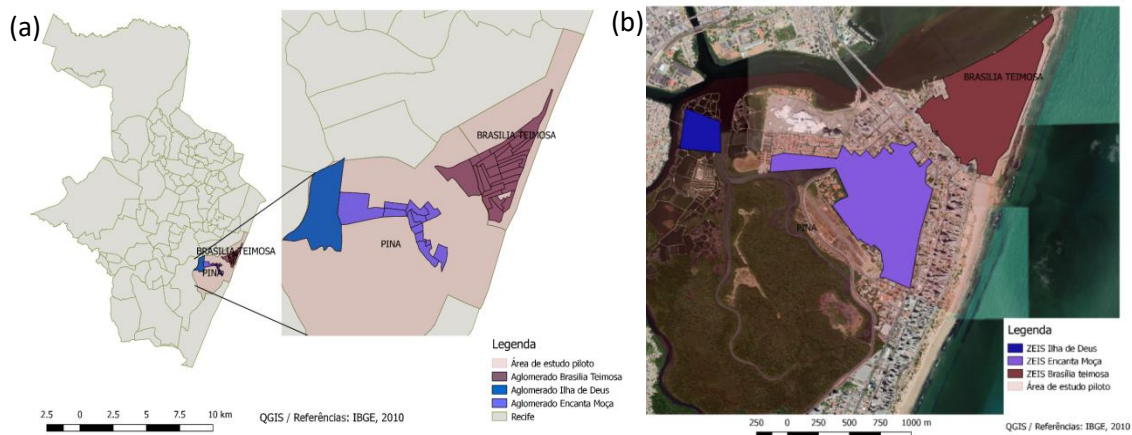 (a)
BRASILIA TEIMOSA
PINA
BRASILIA TEIMOSA
PINA
Legenda
Área de estudo piloto
Aglomerado Brasilia Teimosa
Aglomerado Ilha de Deus
Aglomerado Encanta Moça
Recife
2.5 0 2.5 5 7.5 10 km
QGIS / Referências: IBGE, 2010
(b)
BRASILIA TEIMOSA
PINA
Legenda
ZEIS Ilha de Deus
ZEIS Encanta Moça
ZEIS Brasília teimosa
Área de estudo piloto
250 0 250 500 750 1000 m
QGIS / Referências: IBGE, 2010